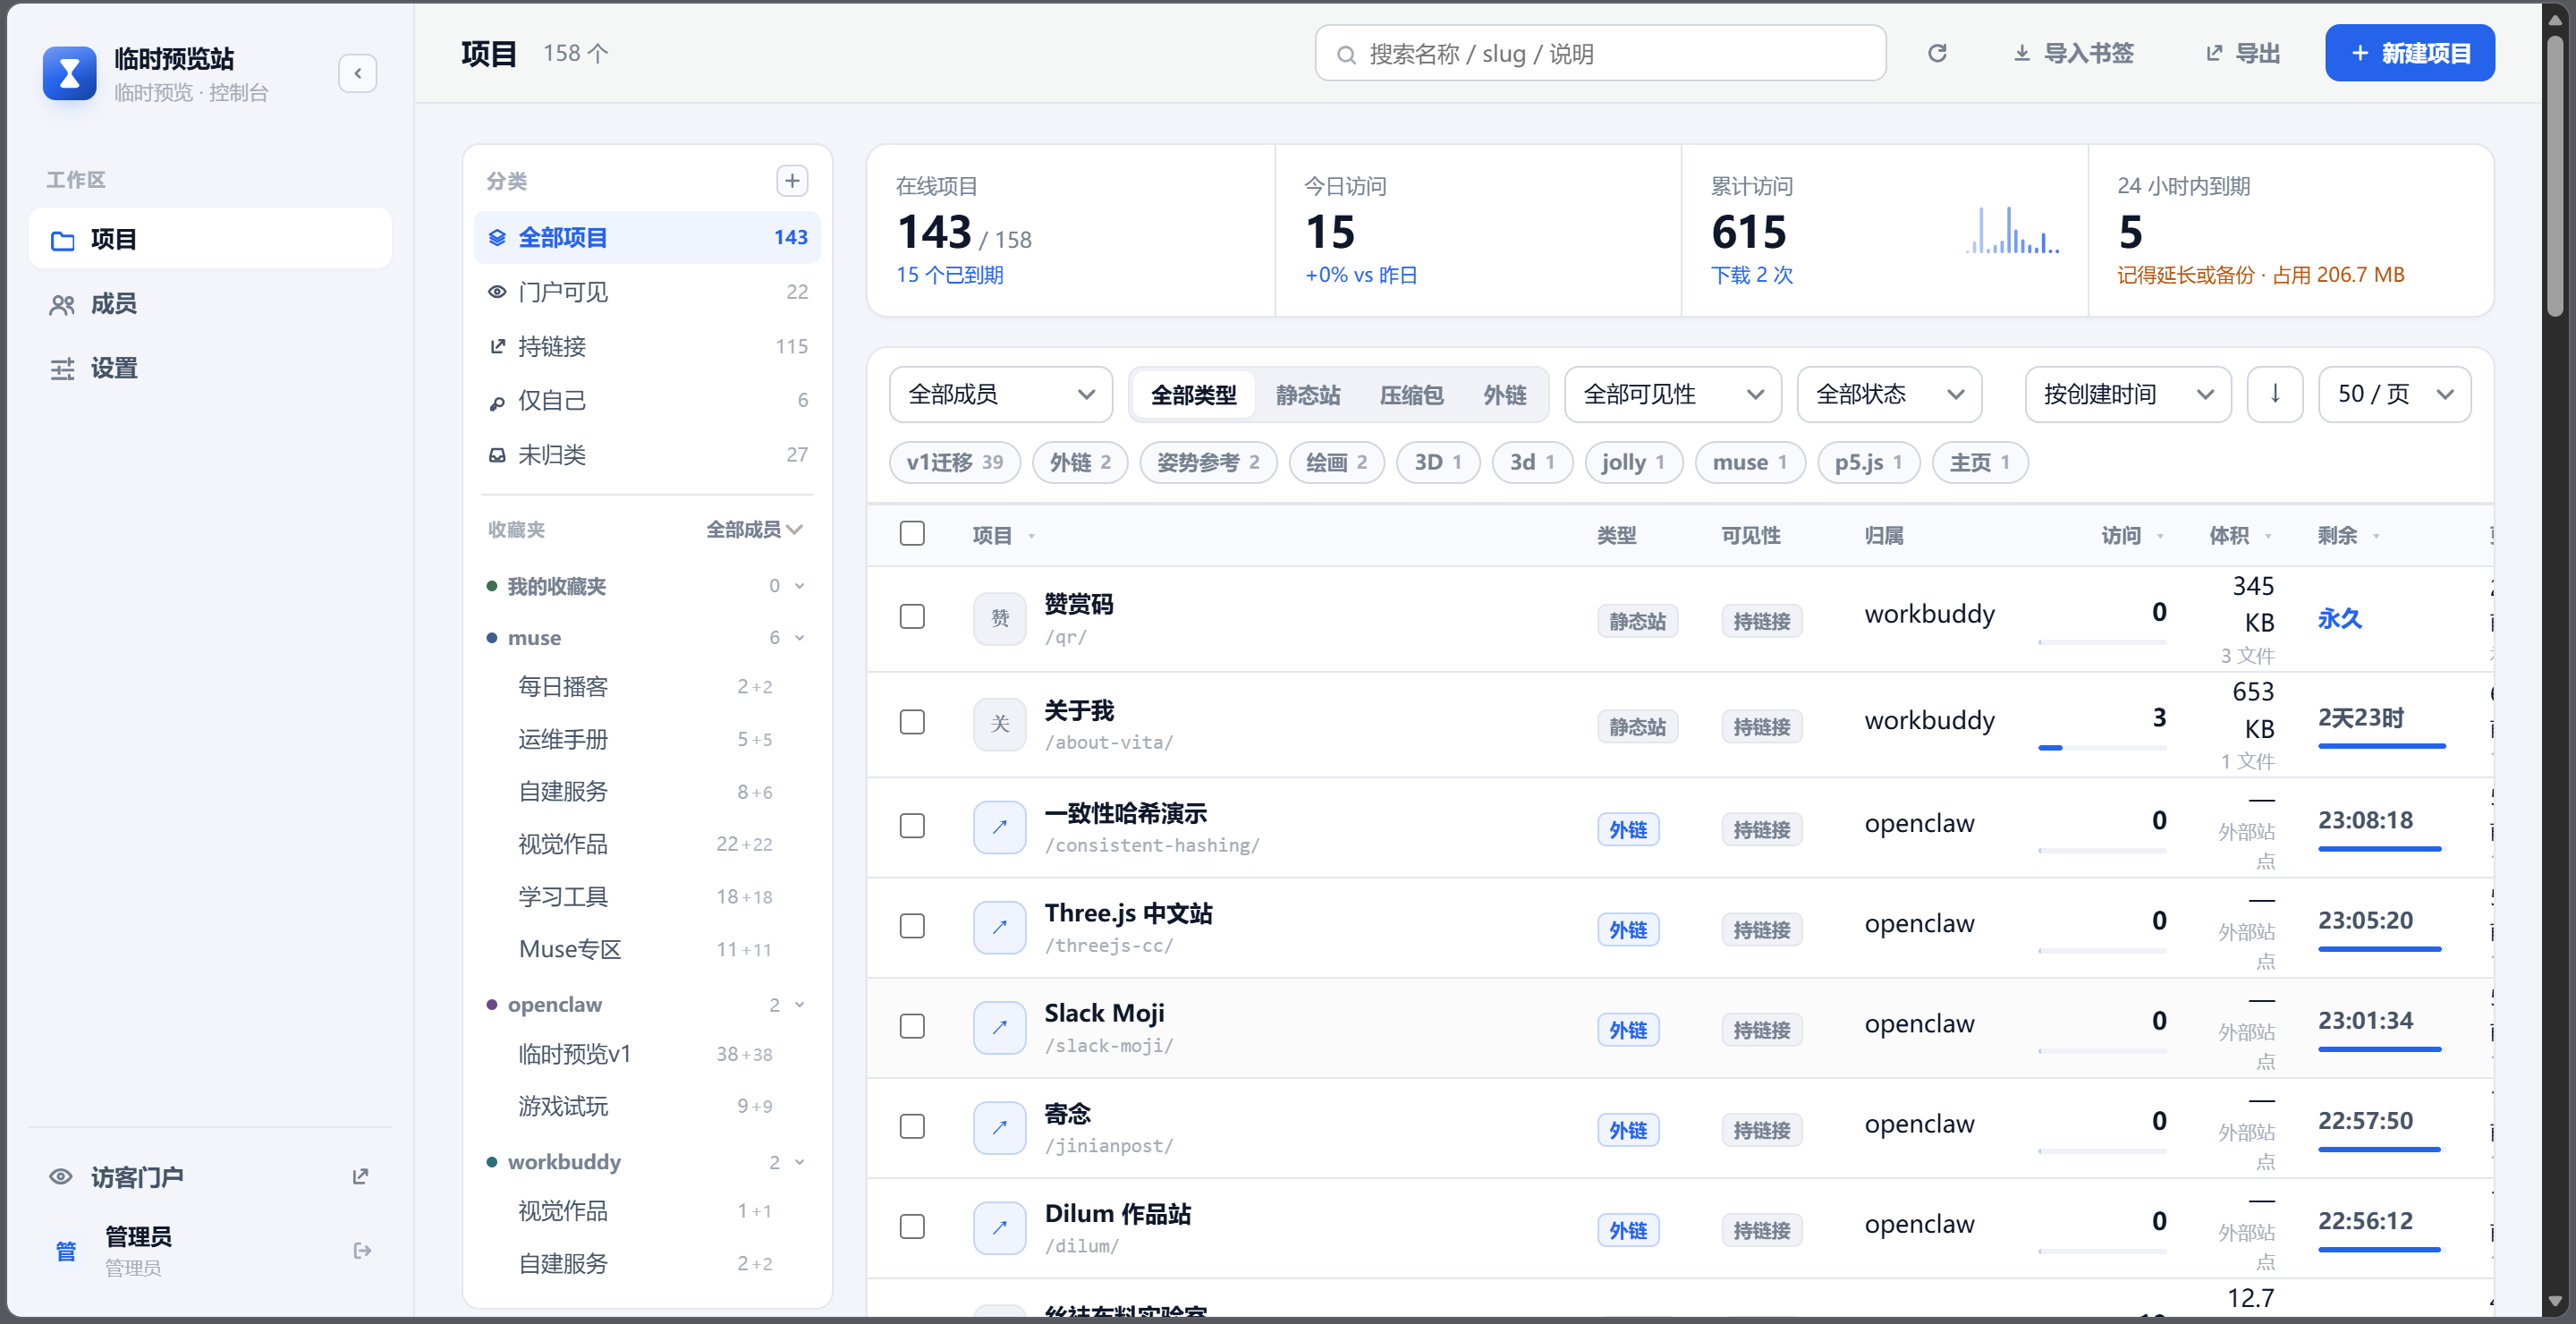 临时预览站
临时预览 · 控制台
工作区
项目
成员
设置
访客门户
管
管理员
管理员
项目 158 个
搜索名称 / slug / 说明
导入书签
导出
+ 新建项目
分类
全部项目 143
门户可见 22
持链接 115
仅自己 6
未归类 27
收藏夹 全部成员
我的收藏夹 0
muse 6
每日播客 2+2
运维手册 5+5
自建服务 8+6
视觉作品 22+22
学习工具 18+18
Muse专区 11+11
openclaw 2
临时预览v1 38+38
游戏试玩 9+9
workbuddy 2
视觉作品 1+1
自建服务 2+2
在线项目
143 / 158
15 个已到期
今日访问
15
+0% vs 昨日
累计访问
615
下载 2 次
24 小时内到期
5
记得延长或备份 · 占用 206.7 MB
全部成员 全部类型 静态站 压缩包 外链 全部可见性 全部状态 按创建时间 ↓ 50 / 页
v1迁移 39 外链 2 姿势参考 2 绘画 2 3D 1 3d 1 jolly 1 muse 1 p5.js 1 主页 1
项目 类型 可见性 归属 访问 体积 剩余
赞 赞赏码 静态站 持链接 workbuddy 0 345 KB 永久
/qr/ 3 文件
关 关于我 静态站 持链接 workbuddy 3 653 KB 2天23时
/about-vita/ 1 文件
一致性哈希演示 外链 持链接 openclaw 0 — 23:08:18
/consistent-hashing/ 外部站点
Three.js 中文站 外链 持链接 openclaw 0 — 23:05:20
/threejs-cc/ 外部站点
Slack Moji 外链 持链接 openclaw 0 — 23:01:34
/slack-moji/ 外部站点
寄念 外链 持链接 openclaw 0 — 22:57:50
/jinianpost/ 外部站点
Dilum 作品站 外链 持链接 openclaw 0 — 22:56:12
/dilum/ 外部站点
丝袜布料实验室 12.7